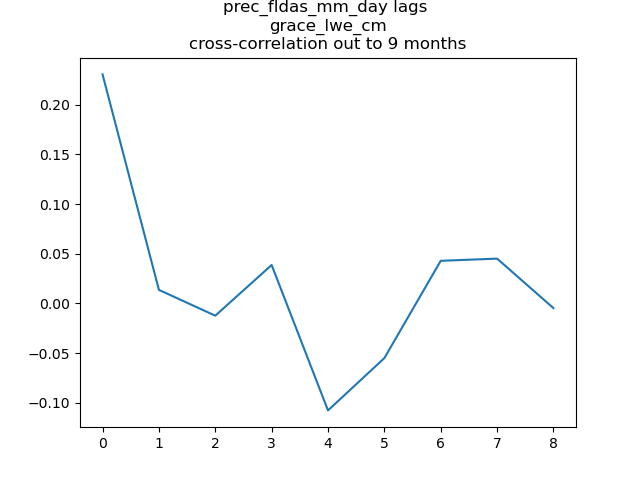 prec_fldas_mm_day lags
grace_lwe_cm
cross-correlation out to 9 months
0.20
0.15
0.10
0.05
0.00
−0.05
−0.10
0 1 2 3 4 5 6 7 8